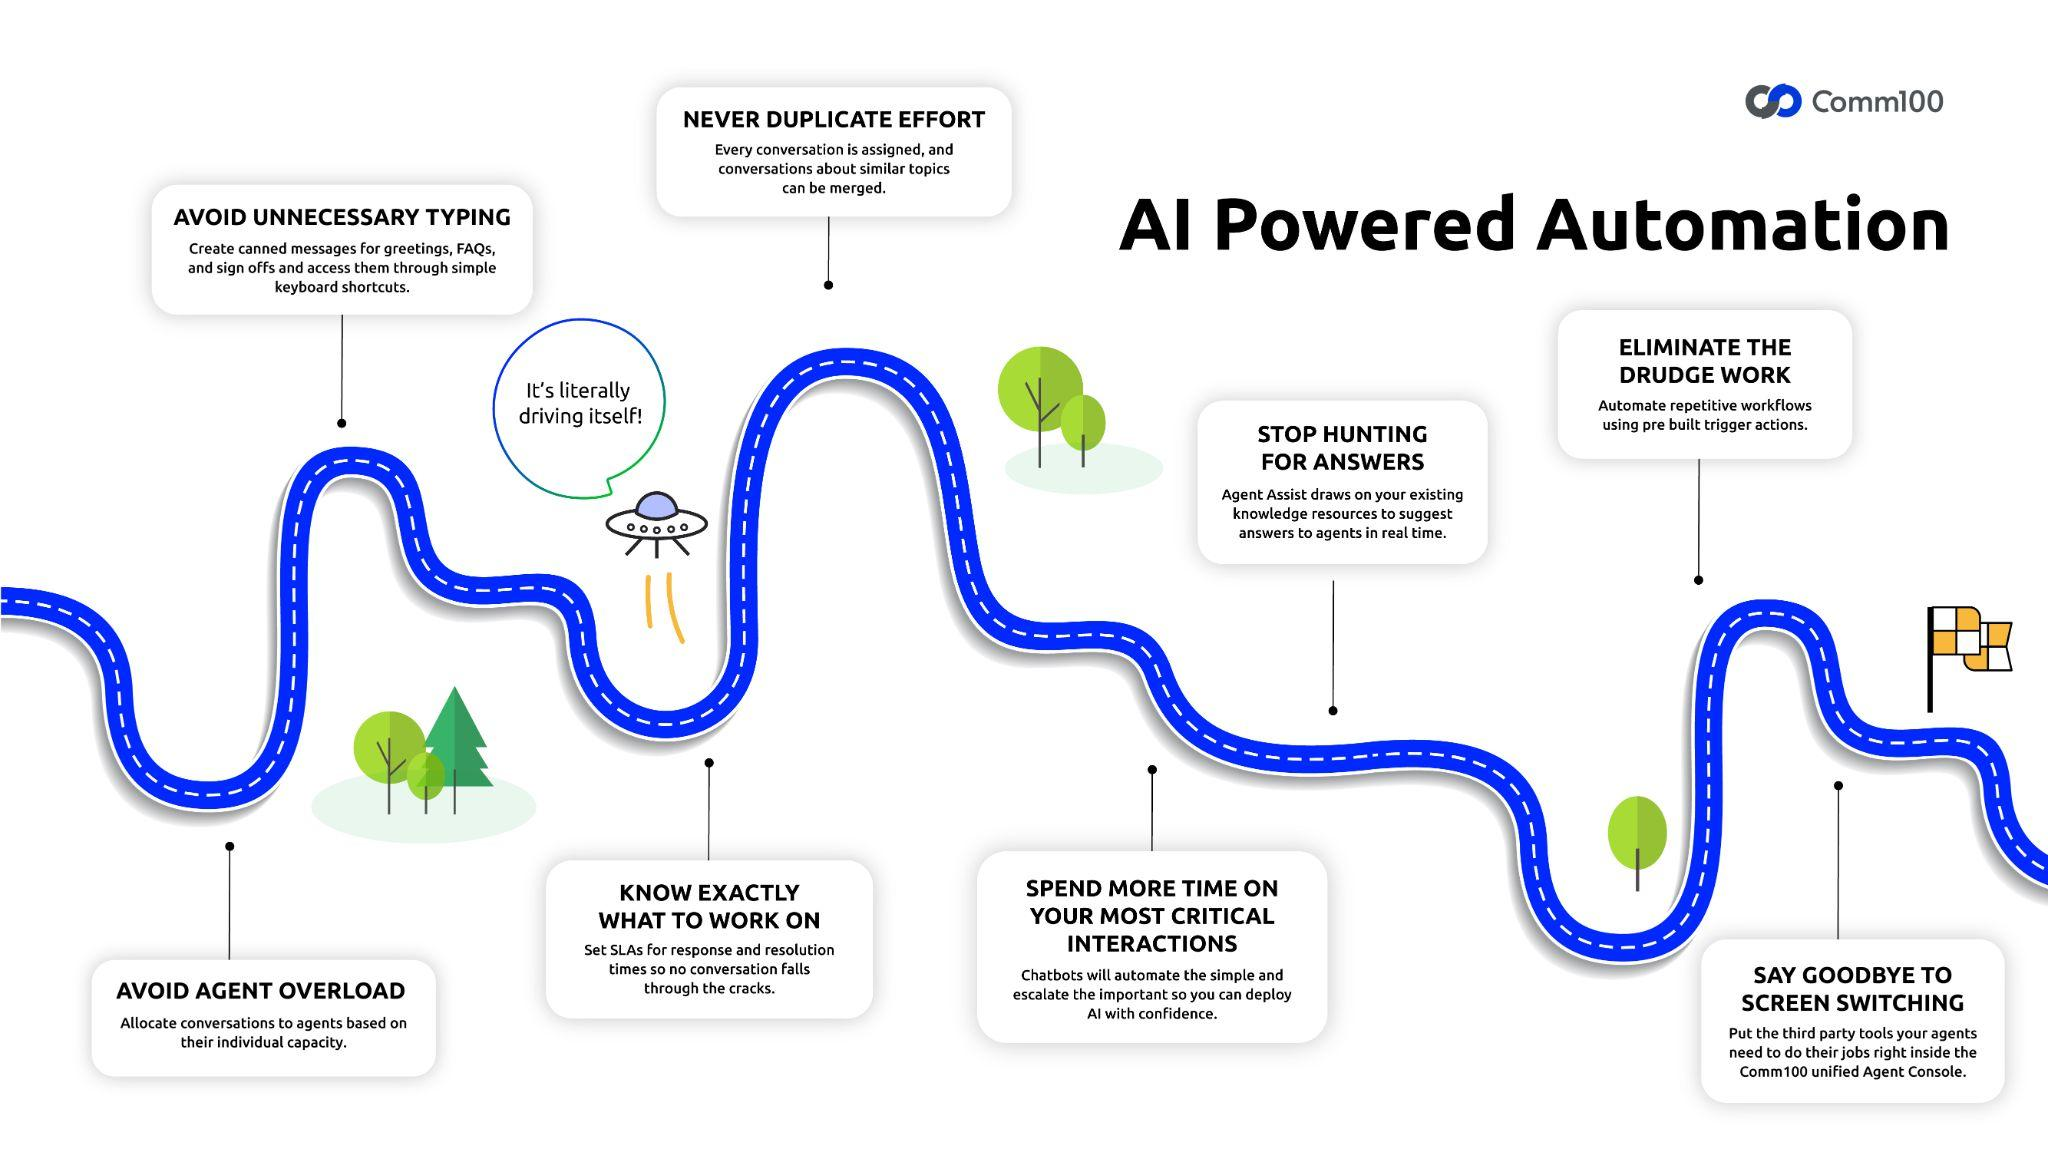 Comm100
AI Powered Automation
NEVER DUPLICATE EFFORT
Every conversation is assigned, and
conversations about similar topics
can be merged.
AVOID UNNECESSARY TYPING
Create canned messages for greetings, FAQs,
and sign offs and access them through simple
keyboard shortcuts.
It's literally
driving itself!
ELIMINATE THE
DRUDGE WORK
Automate repetitive workflows
using pre built trigger actions.
STOP HUNTING
FOR ANSWERS
Agent Assist draws on your existing
knowledge resources to suggest
answers to agents in real time.
AVOID AGENT OVERLOAD
Allocate conversations to agents based on
their individual capacity.
KNOW EXACTLY
WHAT TO WORK ON
Set SLAs for response and resolution
times so no conversation falls
through the cracks.
SPEND MORE TIME ON
YOUR MOST CRITICAL
INTERACTIONS
Chatbots will automate the simple and
escalate the important so you can deploy
AI with confidence.
SAY GOODBYE TO
SCREEN SWITCHING
Put the third party tools your agents
need to do their jobs right inside the
Comm100 unified Agent Console.